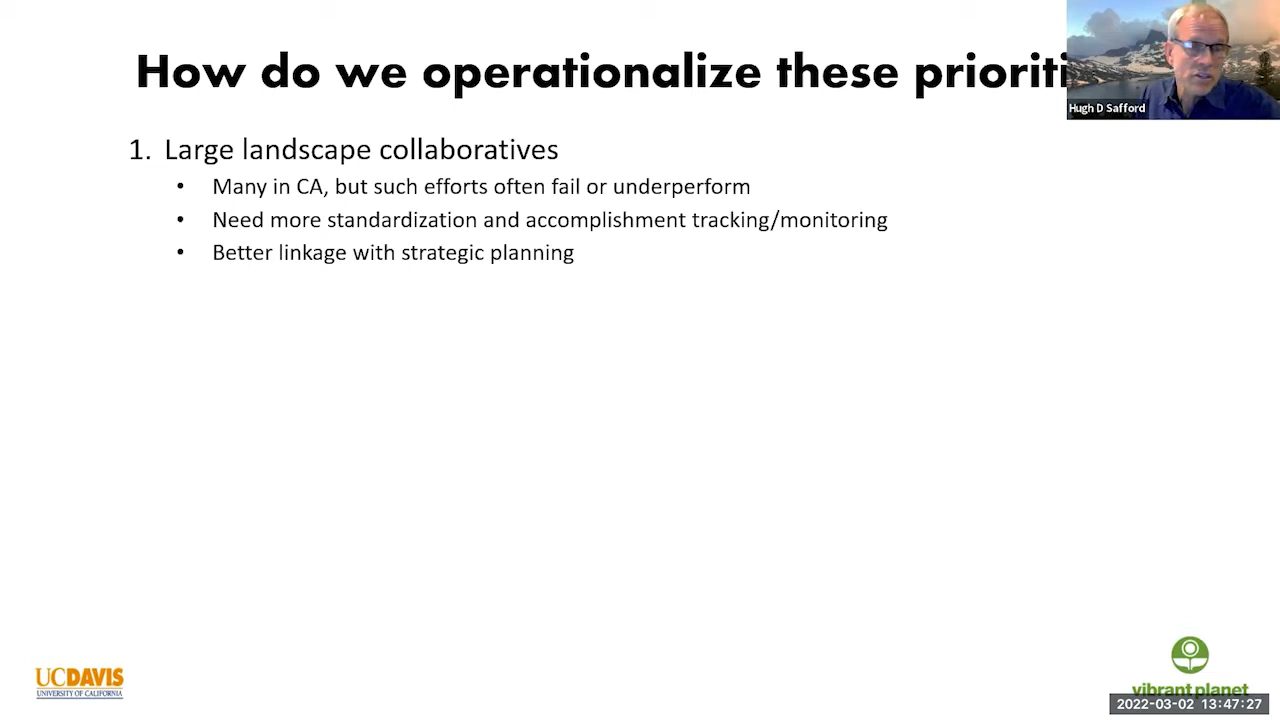 How do we operationalize these prioriti
Hugh D Safford
1. Large landscape collaboratives
• Many in CA, but such efforts often fail or underperform
• Need more standardization and accomplishment tracking/monitoring
• Better linkage with strategic planning
UCDAVIS
UNIVERSITY OF CALIFORNIA
vibrant planet
2022-03-02 13:47:27